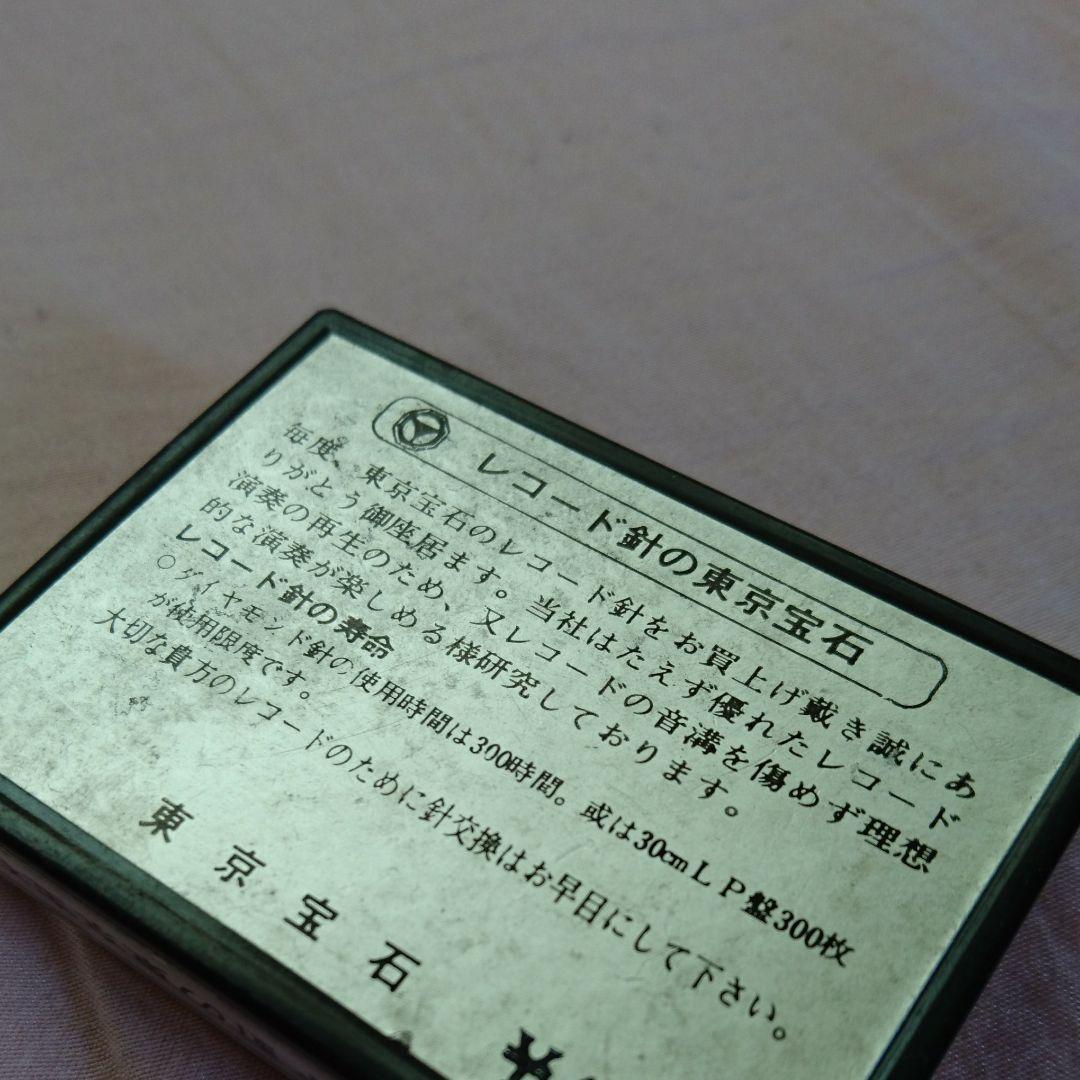 レコード針の東京宝石
毎度、東京宝石のレコード針をお買上げ戴き誠にあ
りがとう御座居ます。当社はたえず優れたレコード
演奏の再生のため、又レコードの音溝を傷めず理想
的な演奏が楽しめる様研究しております。
レコード針の寿命
○ダイヤモンド針の使用時間は300時間。或は30cmLP盤300枚
が使用限度です。
大切な貴方のレコードのために針交換はお早目にして下さい。
東京宝石
¥